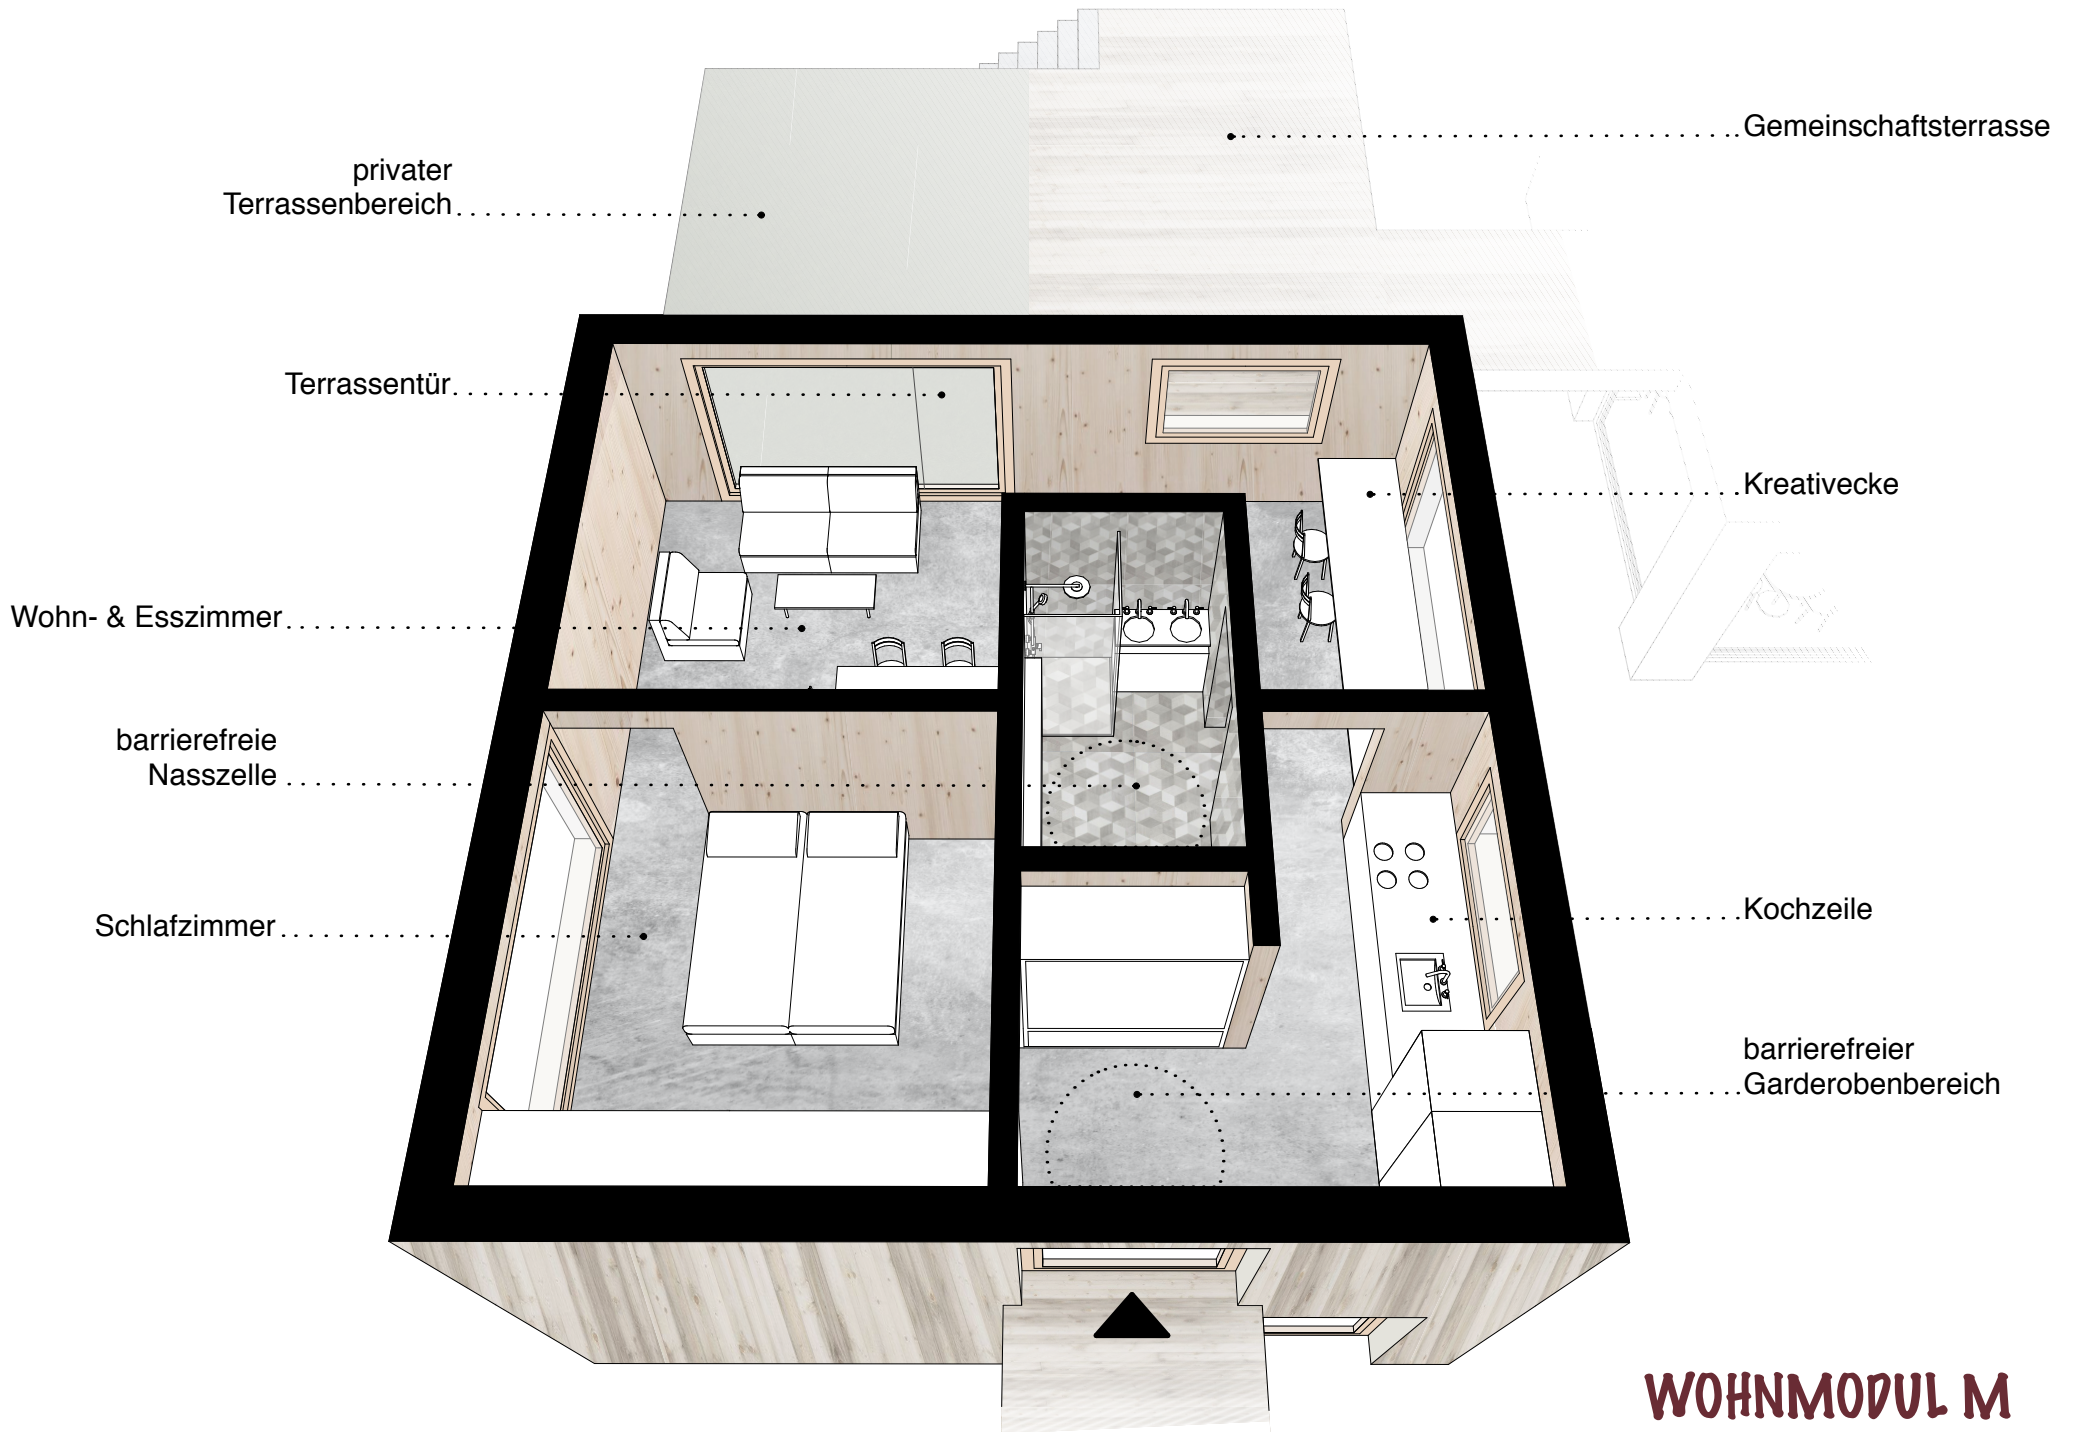 Gemeinschaftsterrasse
privater
Terrassenbereich
Terrassentür
Kreativecke
Wohn- & Esszimmer
barrierefreie
Nasszelle
Schlafzimmer
Kochzeile
barrierefreier
Garderobenbereich
WOHNMODUL M